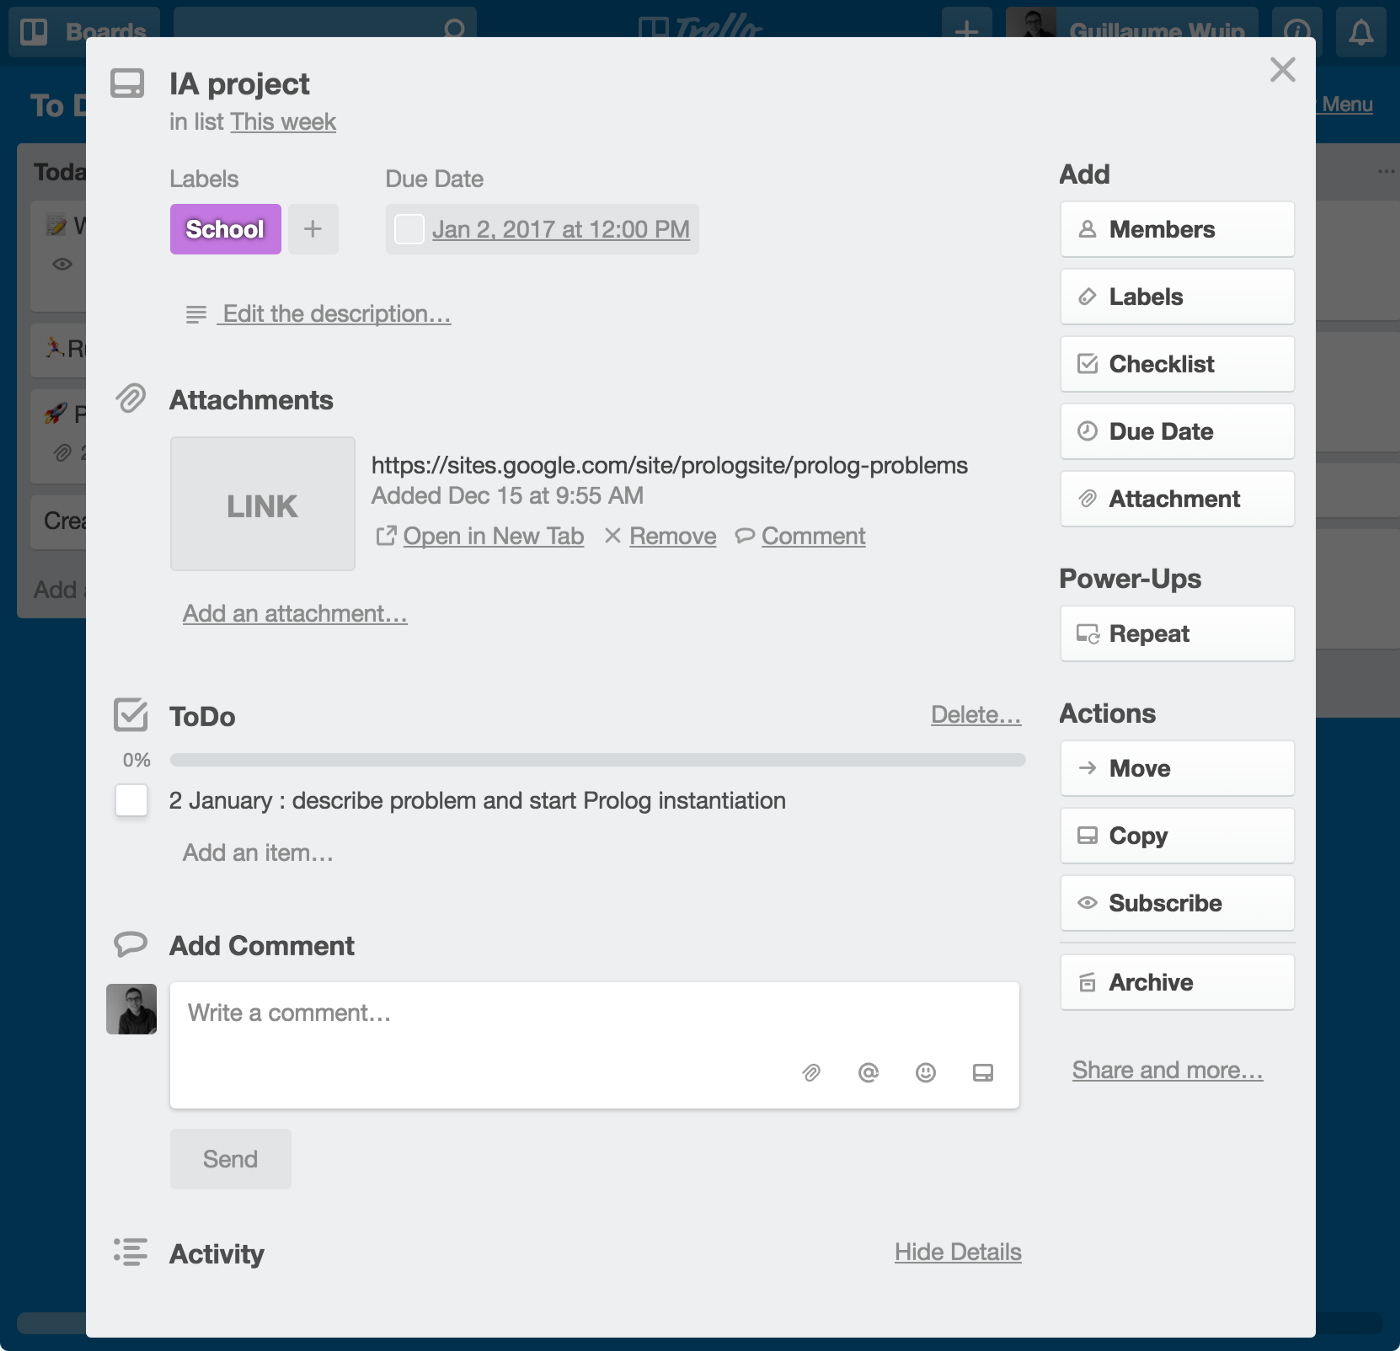 Boards
Trello
Guillaume Wuip
To D
Menu
Toda
W
Ru
P
2
Crea
Add a
IA project
in list This week
Labels
Due Date
School
+
Jan 2, 2017 at 12:00 PM
Edit the description…
Attachments
LINK
https://sites.google.com/site/prologsite/prolog-problems
Added Dec 15 at 9:55 AM
Open in New Tab
Remove
Comment
Add an attachment…
ToDo
Delete…
0%
2 January : describe problem and start Prolog instantiation
Add an item…
Add Comment
Write a comment…
@
Send
Activity
Hide Details
Add
Members
Labels
Checklist
Due Date
Attachment
Power-Ups
Repeat
Actions
Move
Copy
Subscribe
Archive
Share and more…